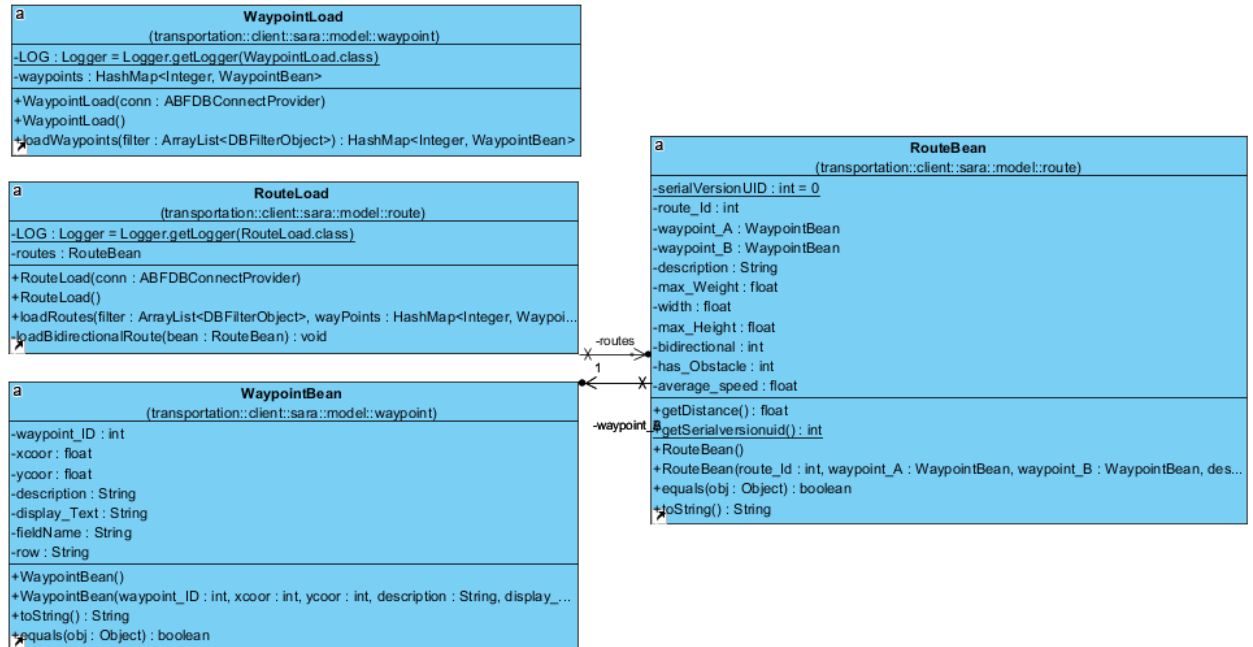 a
WaypointLoad
(transportation::client::sara::model::waypoint)
-LOG : Logger = Logger.getLogger(WaypointLoad.class)
-waypoints : HashMap<Integer, WaypointBean>
+WaypointLoad(conn : ABFDBConnectProvider)
+WaypointLoad()
+loadWaypoints(filter : ArrayList<DBFilterObject>) : HashMap<Integer, WaypointBean>
a
RouteLoad
(transportation::client::sara::model::route)
-LOG : Logger = Logger.getLogger(RouteLoad.class)
-routes : RouteBean
+RouteLoad(conn : ABFDBConnectProvider)
+RouteLoad()
+loadRoutes(filter : ArrayList<DBFilterObject>, wayPoints : HashMap<Integer, Waypoi...
-loadBidirectionalRoute(bean : RouteBean) : void
a
WaypointBean
(transportation::client::sara::model::waypoint)
-waypoint_ID : int
-xcoor : float
-ycoor : float
-description : String
-display_Text : String
-fieldName : String
-row : String
+WaypointBean()
+WaypointBean(waypoint_ID : int, xcoor : int, ycoor : int, description : String, display_...
+toString() : String
+equals(obj : Object) : boolean
-routes
1
-waypoint_B
a
RouteBean
(transportation::client::sara::model::route)
-serialVersionUID : int = 0
-route_Id : int
-waypoint_A : WaypointBean
-waypoint_B : WaypointBean
-description : String
-max_Weight : float
-width : float
-max_Height : float
-bidirectional : int
-has_Obstacle : int
-average_speed : float
+getDistance() : float
+getSerialversionuid() : int
+RouteBean()
+RouteBean(route_Id : int, waypoint_A : WaypointBean, waypoint_B : WaypointBean, des...
+equals(obj : Object) : boolean
+toString() : String